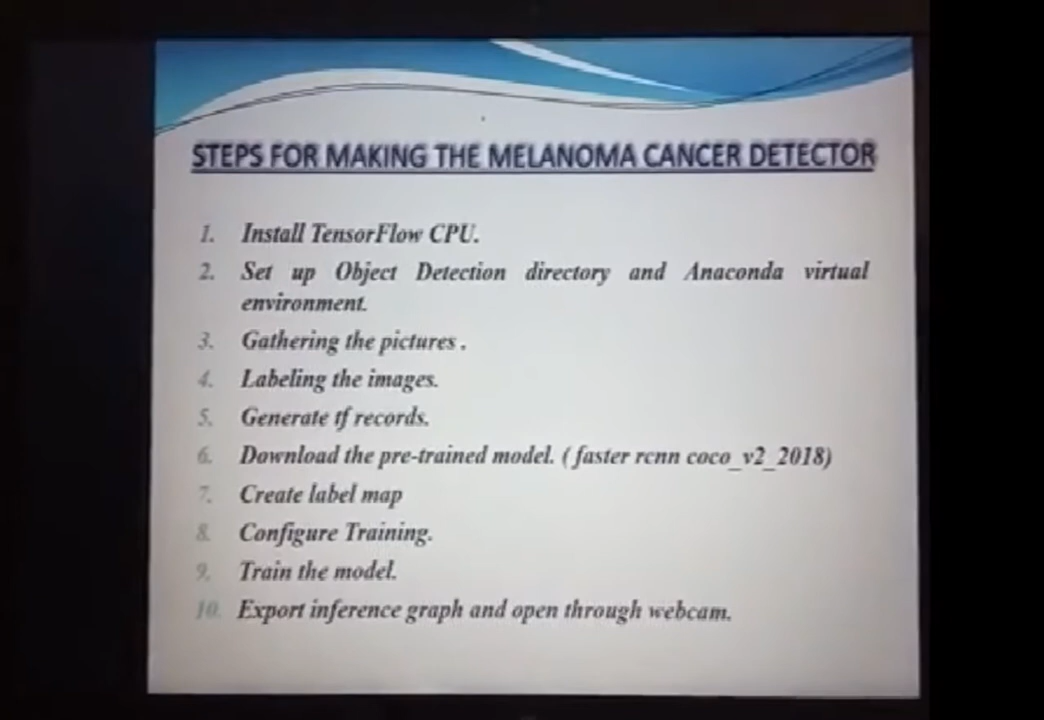 STEPS FOR MAKING THE MELANOMA CANCER DETECTOR
1. Install TensorFlow CPU.
2. Set up Object Detection directory and Anaconda virtual
environment.
3. Gathering the pictures .
4. Labeling the images.
5. Generate tf records.
6. Download the pre-trained model. ( faster rcnn coco_v2_2018)
7. Create label map
8. Configure Training.
9. Train the model.
10. Export inference graph and open through webcam.